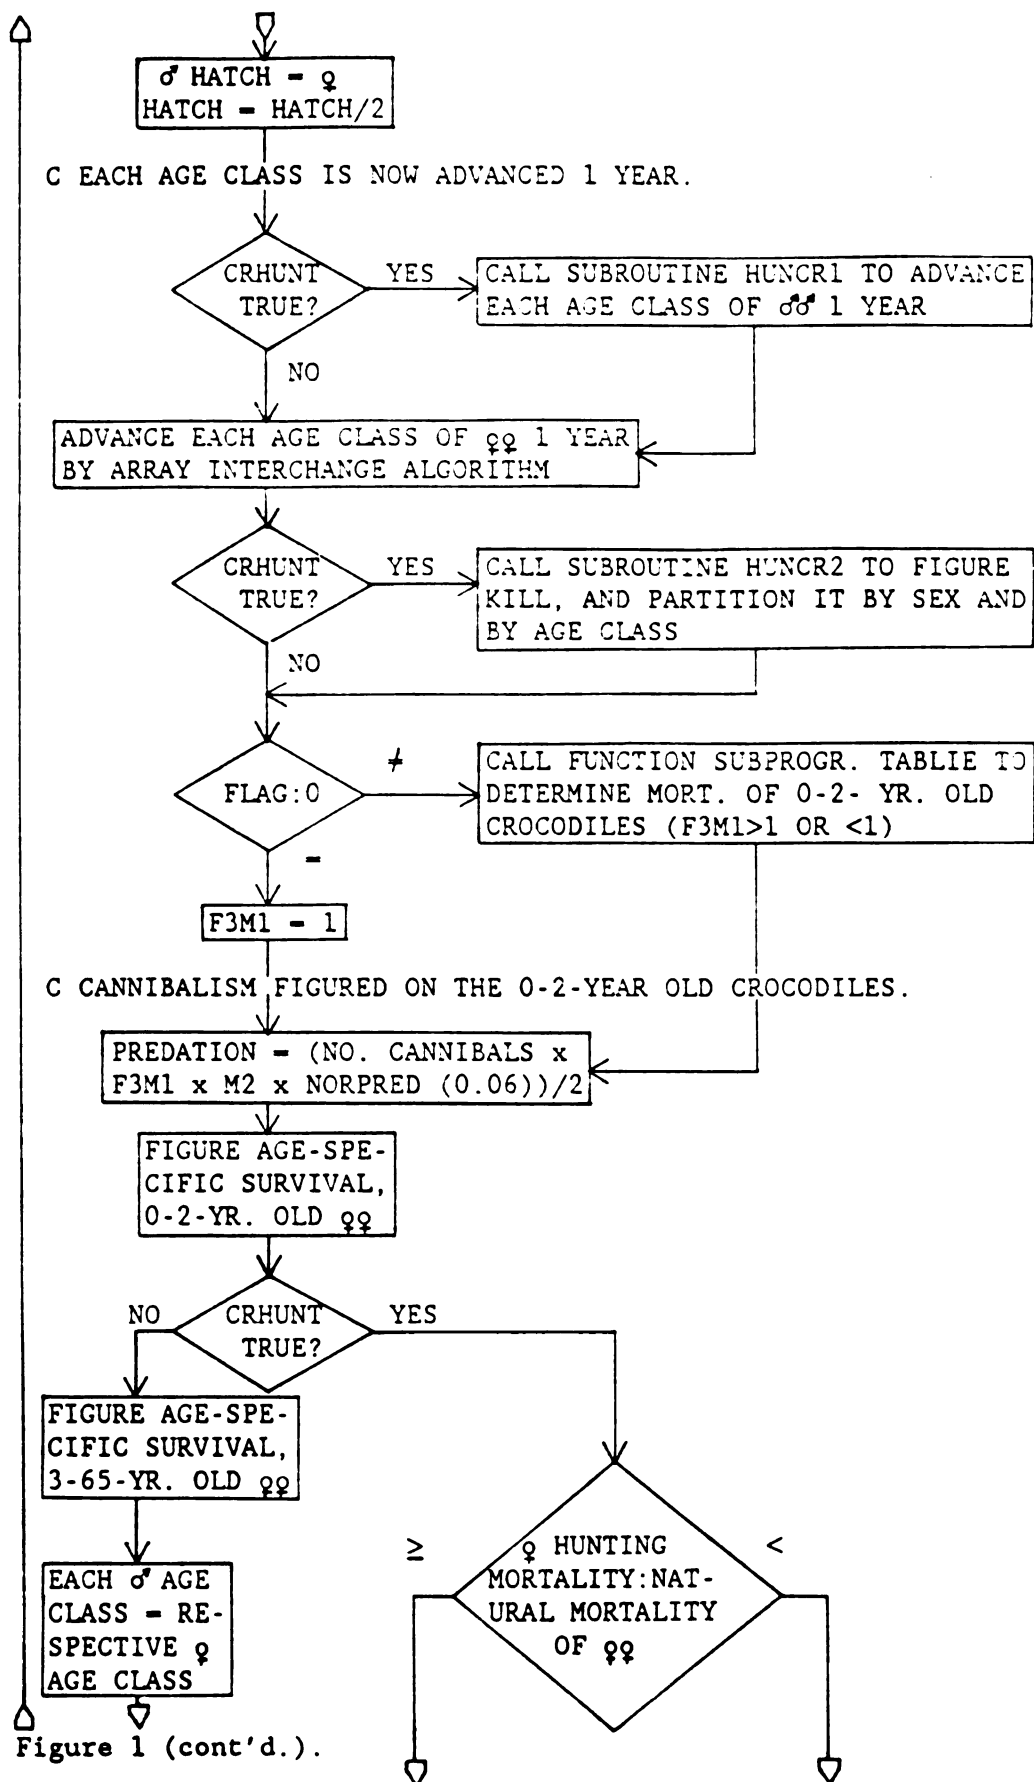 ♂ HATCH = ♀
HATCH = HATCH/2
C EACH AGE CLASS IS NOW ADVANCED 1 YEAR.
CRHUNT
TRUE?
YES
CALL SUBROUTINE HUNCR1 TO ADVANCE
EACH AGE CLASS OF ♂♂ 1 YEAR
NO
ADVANCE EACH AGE CLASS OF ♀♀ 1 YEAR
BY ARRAY INTERCHANGE ALGORITHM
CRHUNT
TRUE?
YES
CALL SUBROUTINE HUNCR2 TO FIGURE
KILL, AND PARTITION IT BY SEX AND
BY AGE CLASS
NO
FLAG:0
≠
CALL FUNCTION SUBPROGR. TABLIE TO
DETERMINE MORT. OF 0-2- YR. OLD
CROCODILES (F3M1>1 OR <1)
=
F3M1 = 1
C CANNIBALISM FIGURED ON THE 0-2-YEAR OLD CROCODILES.
PREDATION = (NO. CANNIBALS x
F3M1 x M2 x NORPRED (0.06))/2
FIGURE AGE-SPE-
CIFIC SURVIVAL,
0-2-YR. OLD ♀♀
CRHUNT
TRUE?
NO
YES
FIGURE AGE-SPE-
CIFIC SURVIVAL,
3-65-YR. OLD ♀♀
EACH ♂ AGE
CLASS = RE-
SPECTIVE ♀
AGE CLASS
≥
♀ HUNTING
MORTALITY:NAT-
URAL MORTALITY
OF ♀♀
<
Figure 1 (cont'd.).